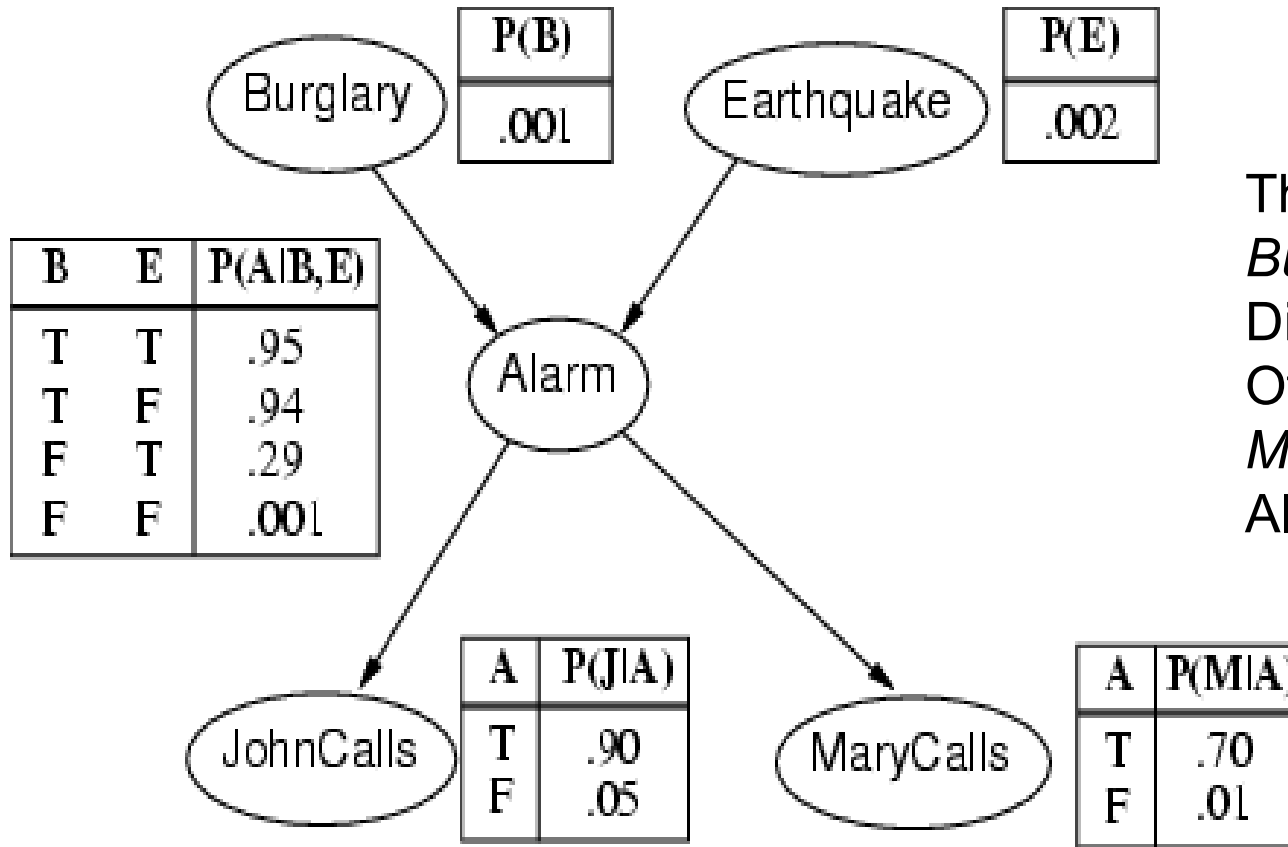 P(B)
.001
Burglary
P(E)
.002
Earthquake
B E P(A|B,E)
T T .95
T F .94
F T .29
F F .001
Alarm
JohnCalls
A P(J|A)
T .90
F .05
MaryCalls
A P(M|A)
T .70
F .01